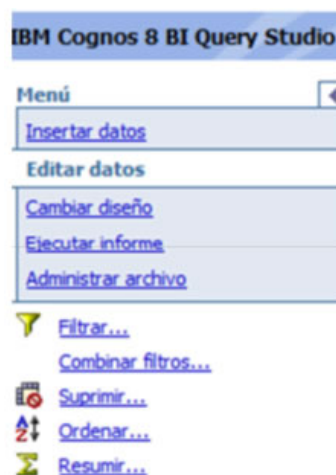 IBM Cognos 8 BI Query Studio
Menú
Insertar datos
Editar datos
Cambiar diseño
Ejecutar informe
Administrar archivo
Filtrar...
Combinar filtros...
Suprimir...
Ordenar...
Resumir...